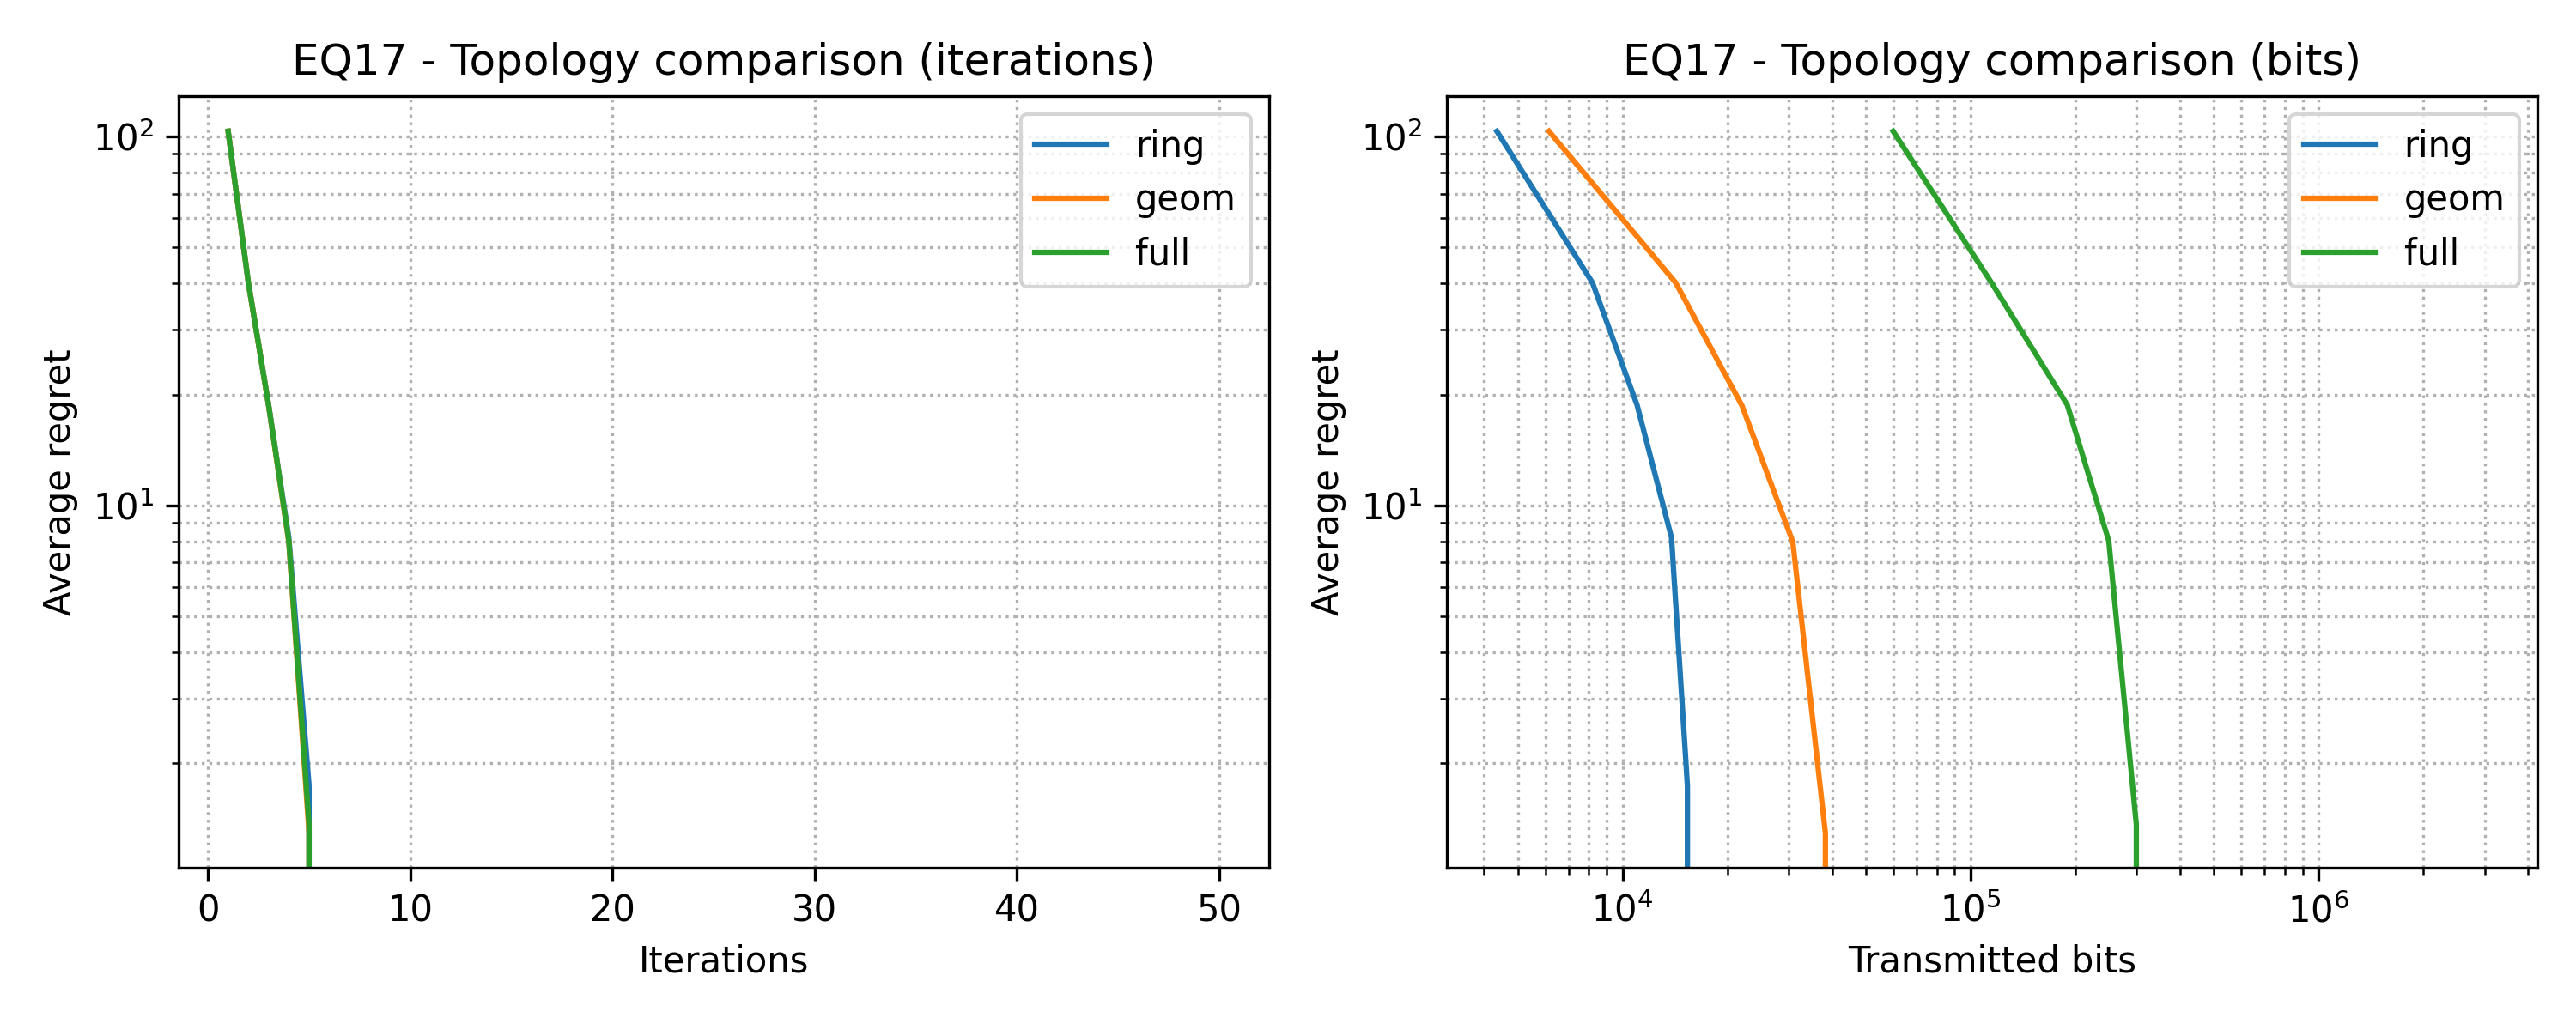 EQ17 - Topology comparison (iterations)
10²
10¹
Average regret
ring
geom
full
0 10 20 30 40 50
Iterations
EQ17 - Topology comparison (bits)
10²
10¹
Average regret
ring
geom
full
10⁴ 10⁵ 10⁶
Transmitted bits